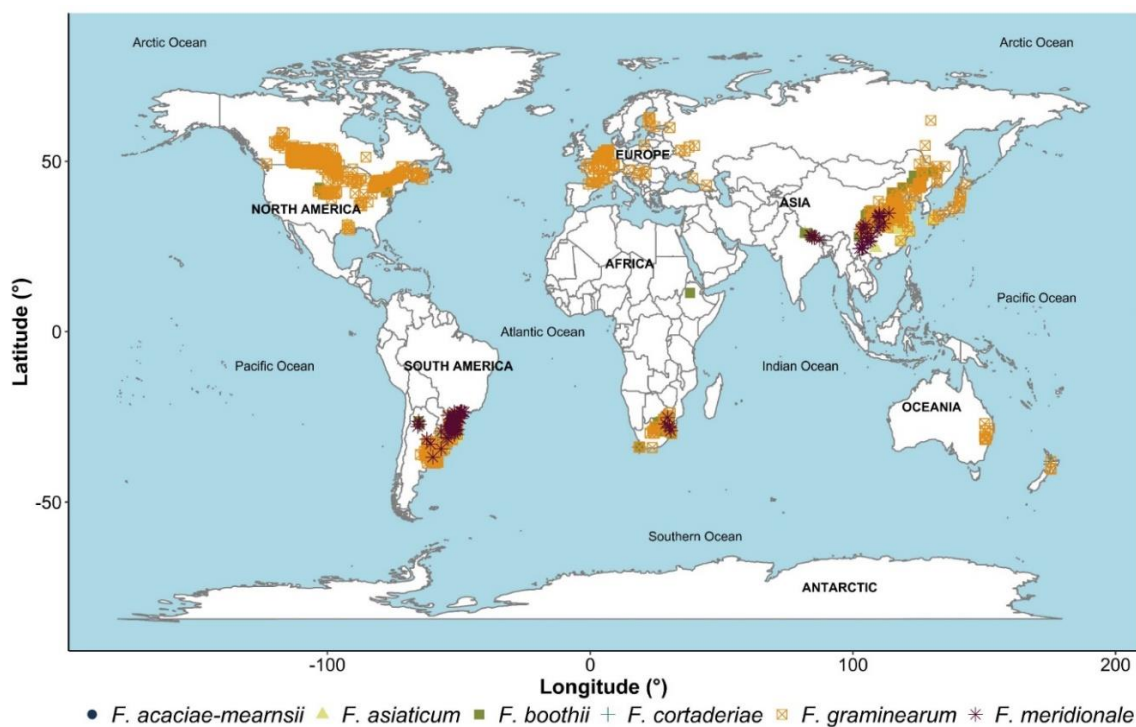 Arctic Ocean Arctic Ocean
50
EUROPE
NORTH AMERICA ASIA
AFRICA
Pacific Ocean
Latitude (°)
0
Atlantic Ocean
Pacific Ocean SOUTH AMERICA Indian Ocean
OCEANIA
-50
Southern Ocean
ANTARCTIC
-100 0 100 200
Longitude (°)
F. acaciae-mearnsii F. asiaticum F. boothii F. cortaderiae F. graminearum F. meridionale